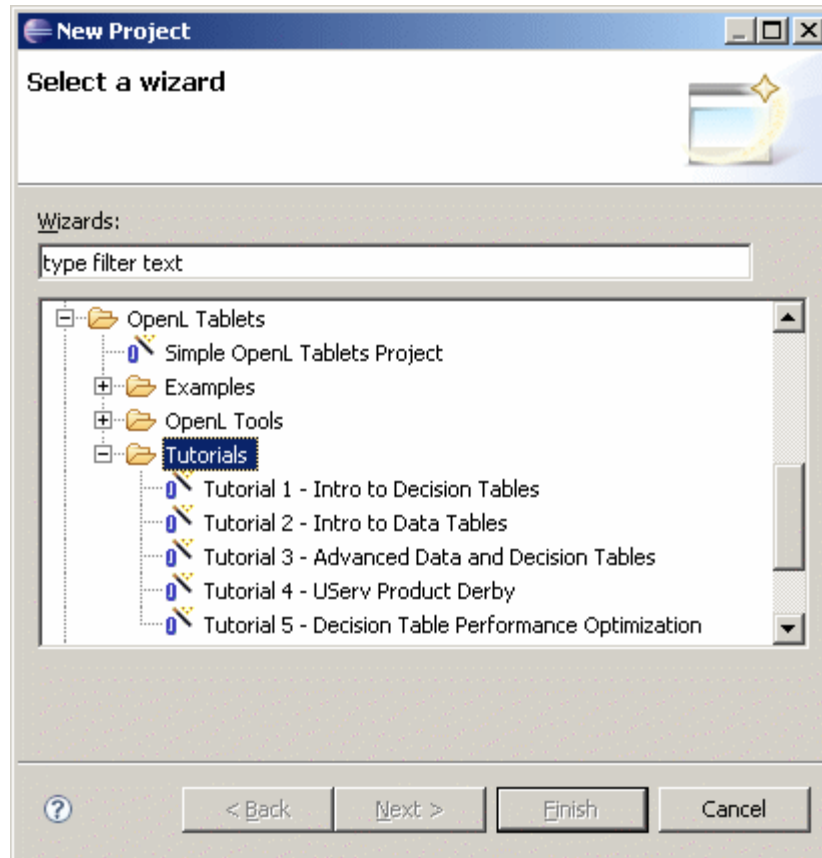 New Project
Select a wizard
Wizards:
type filter text
OpenL Tablets
Simple OpenL Tablets Project
Examples
OpenL Tools
Tutorials
Tutorial 1 - Intro to Decision Tables
Tutorial 2 - Intro to Data Tables
Tutorial 3 - Advanced Data and Decision Tables
Tutorial 4 - UServ Product Derby
Tutorial 5 - Decision Table Performance Optimization
? < Back Next > Finish Cancel